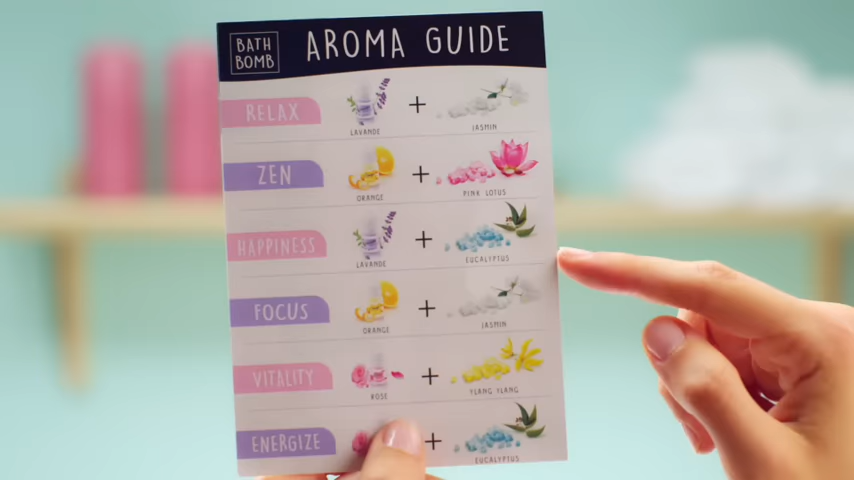 BATH
BOMB
AROMA GUIDE
RELAX
LAVANDE
+
JASMIN
ZEN
ORANGE
+
PINK LOTUS
HAPPINESS
LAVANDE
+
EUCALYPTUS
FOCUS
ORANGE
+
JASMIN
VITALITY
ROSE
+
YLANG YLANG
ENERGIZE
+
EUCALYPTUS